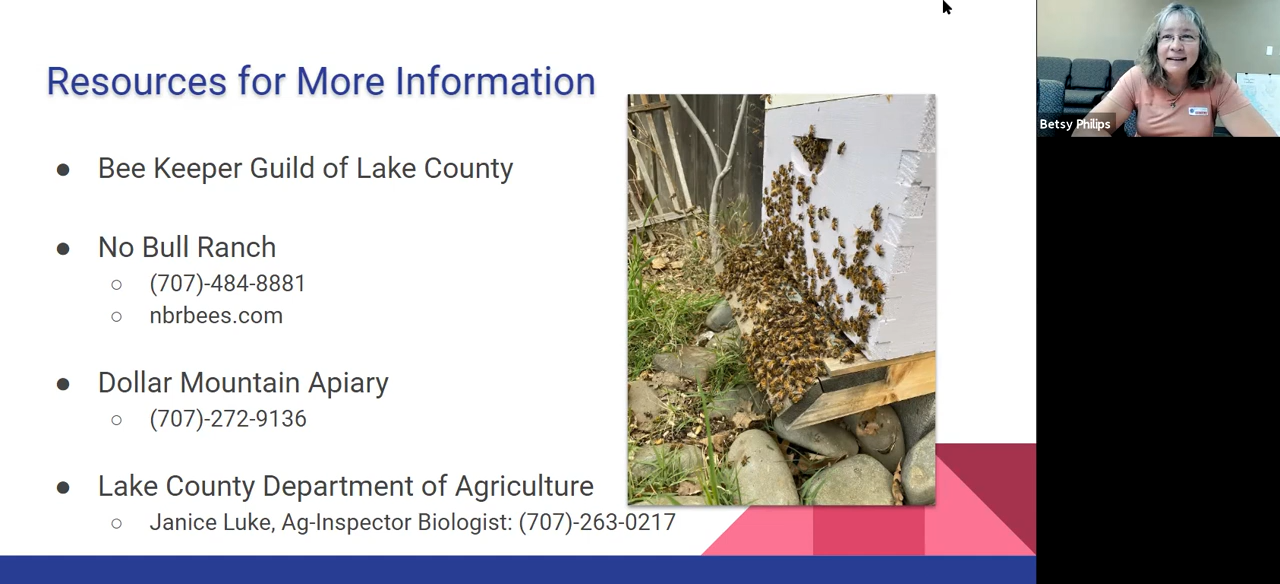 Resources for More Information
Bee Keeper Guild of Lake County
No Bull Ranch
(707)-484-8881
nbrbees.com
Dollar Mountain Apiary
(707)-272-9136
Lake County Department of Agriculture
Janice Luke, Ag-Inspector Biologist: (707)-263-0217
Betsy Philips